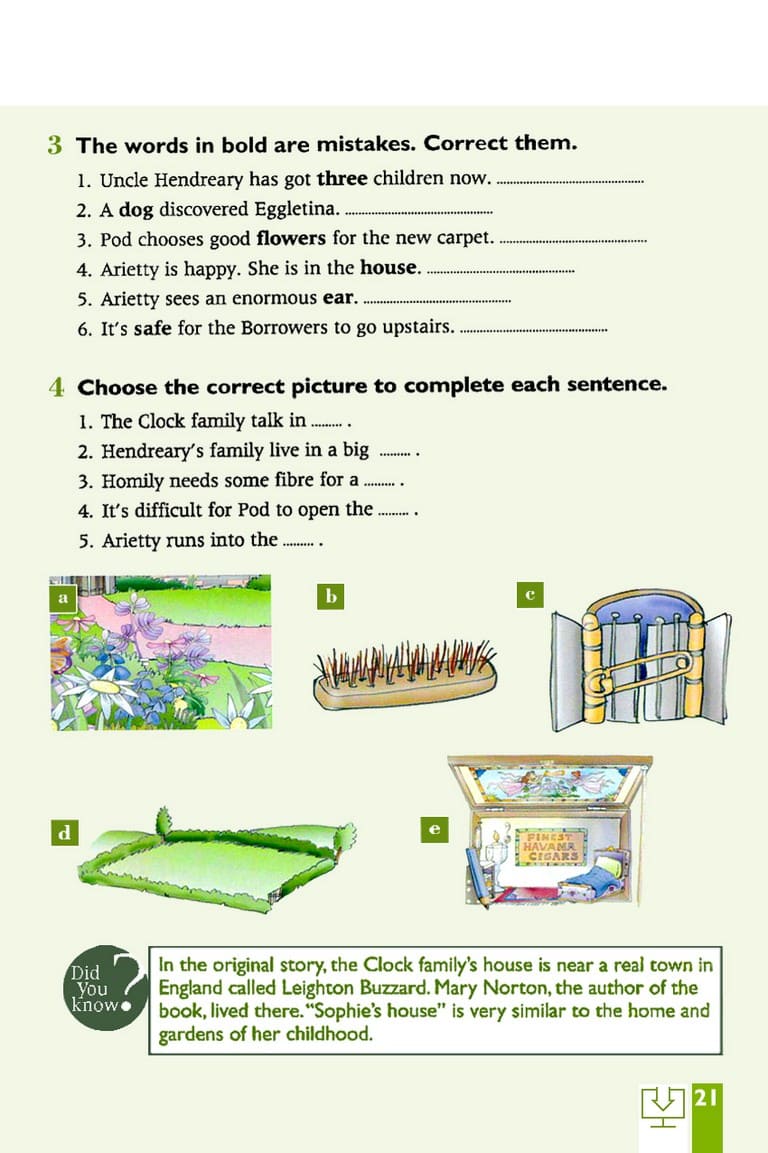 3 The words in bold are mistakes. Correct them.
1. Uncle Hendreary has got three children now. ..........................................
2. A dog discovered Eggletina. ..........................................
3. Pod chooses good flowers for the new carpet. ..........................................
4. Arietty is happy. She is in the house. ..........................................
5. Arietty sees an enormous ear. ..........................................
6. It's safe for the Borrowers to go upstairs. ..........................................
4 Choose the correct picture to complete each sentence.
1. The Clock family talk in ......... .
2. Hendreary's family live in a big ......... .
3. Homily needs some fibre for a ......... .
4. It's difficult for Pod to open the ......... .
5. Arietty runs into the ......... .
a
b
c
d
e
FINEST
HAVANA
CIGARS
Did
You
know?
In the original story, the Clock family's house is near a real town in
England called Leighton Buzzard. Mary Norton, the author of the
book, lived there. "Sophie's house" is very similar to the home and
gardens of her childhood.
21